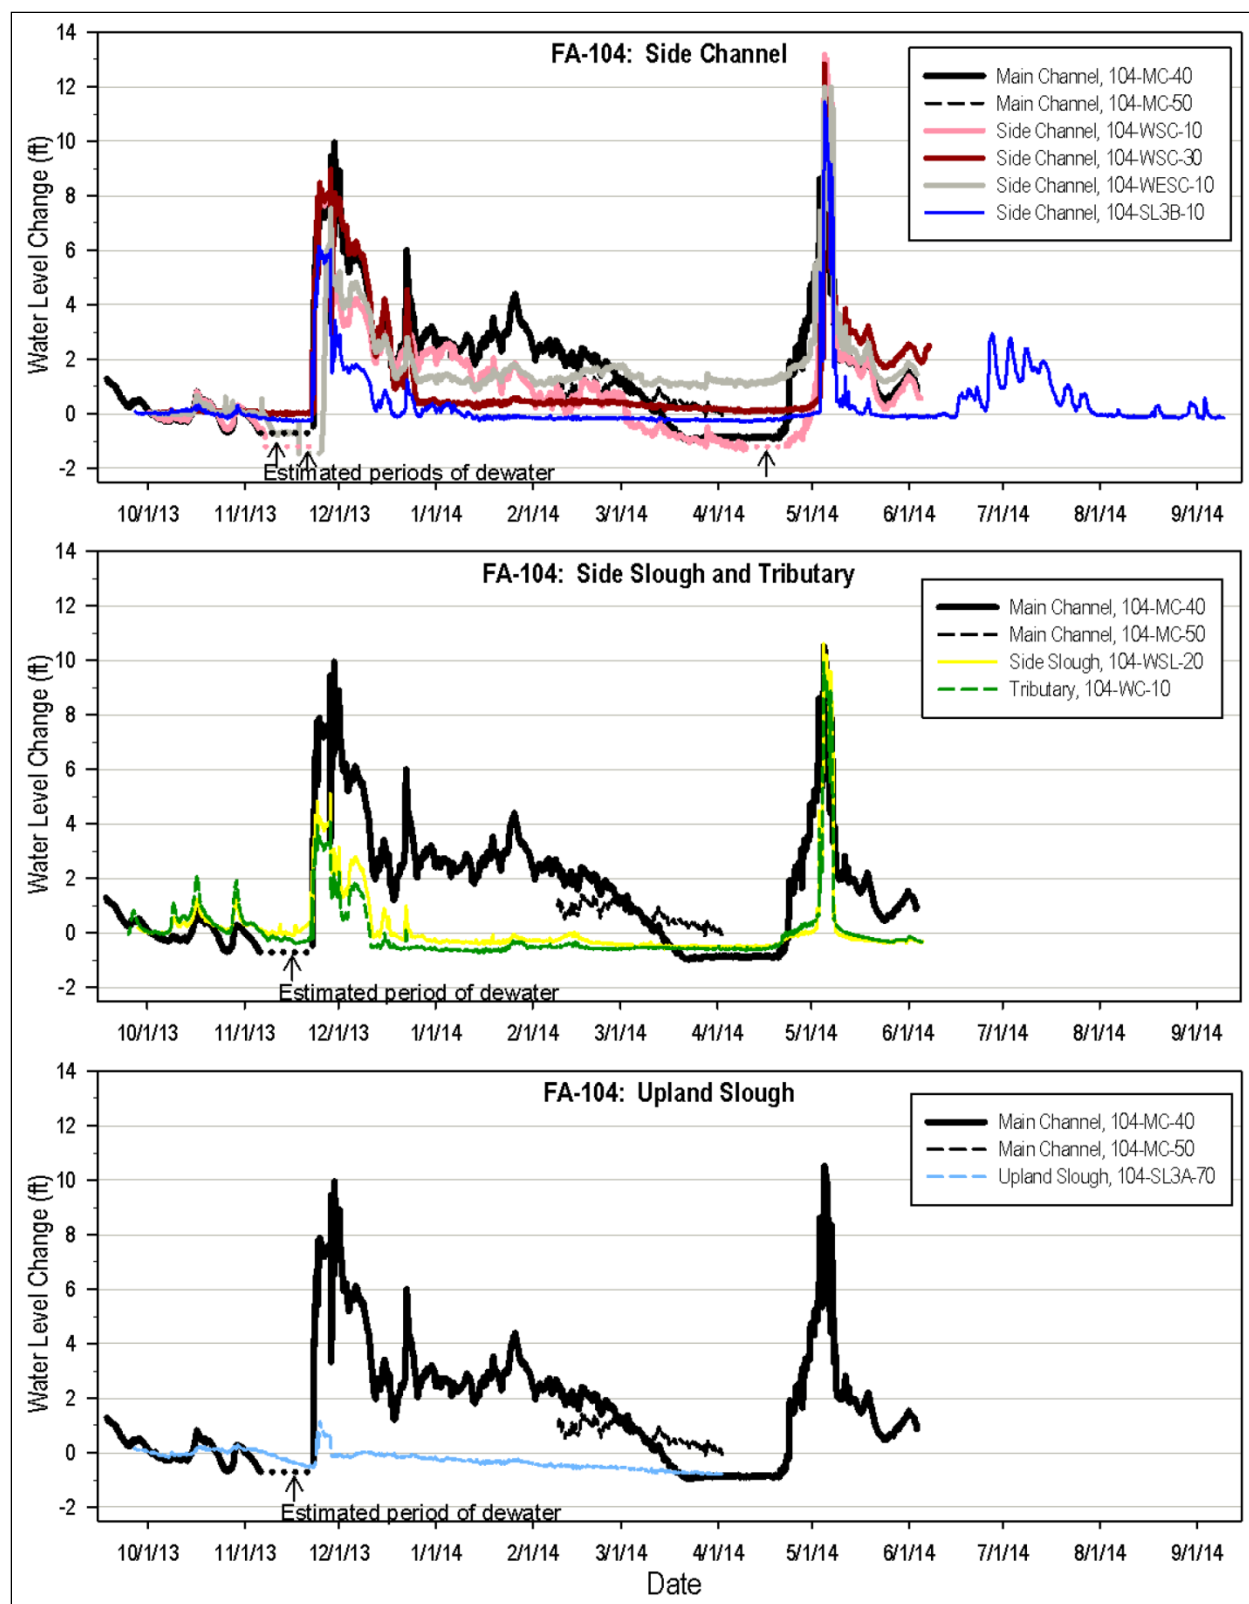 FA-104: Side Channel
14
12
10
8
6
4
2
0
-2
Water Level Change (ft)
Main Channel, 104-MC-40
Main Channel, 104-MC-50
Side Channel, 104-WSC-10
Side Channel, 104-WSC-30
Side Channel, 104-WESC-10
Side Channel, 104-SL3B-10
Estimated periods of dewater
10/1/13 11/1/13 12/1/13 1/1/14 2/1/14 3/1/14 4/1/14 5/1/14 6/1/14 7/1/14 8/1/14 9/1/14
FA-104: Side Slough and Tributary
14
12
10
8
6
4
2
0
-2
Water Level Change (ft)
Main Channel, 104-MC-40
Main Channel, 104-MC-50
Side Slough, 104-WSL-20
Tributary, 104-WC-10
Estimated period of dewater
10/1/13 11/1/13 12/1/13 1/1/14 2/1/14 3/1/14 4/1/14 5/1/14 6/1/14 7/1/14 8/1/14 9/1/14
FA-104: Upland Slough
14
12
10
8
6
4
2
0
-2
Water Level Change (ft)
Main Channel, 104-MC-40
Main Channel, 104-MC-50
Upland Slough, 104-SL3A-70
Estimated period of dewater
10/1/13 11/1/13 12/1/13 1/1/14 2/1/14 3/1/14 4/1/14 5/1/14 6/1/14 7/1/14 8/1/14 9/1/14
Date